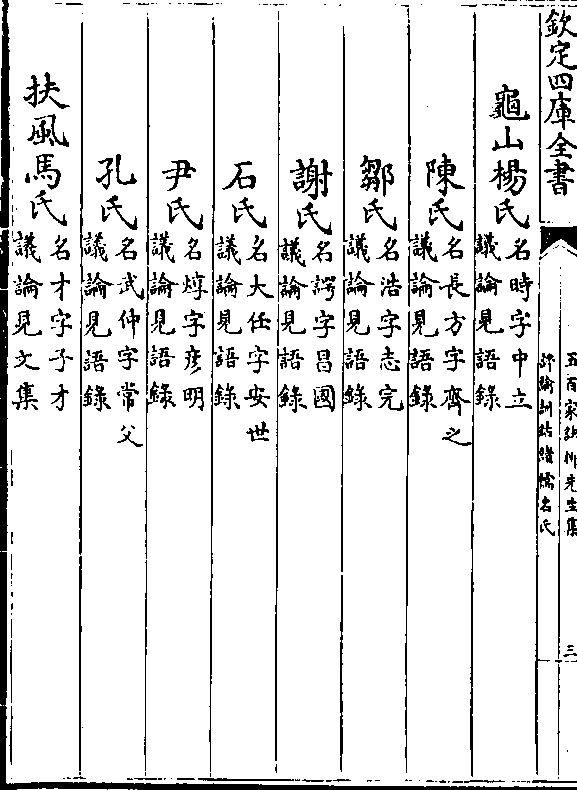 欽定四庫全書
五百家註柳先生集
評論訓詁諸儒名氏
三
龜山楊氏名時字中立
議論見語錄
陳氏名長方字齊之
議論見語錄
鄒氏名浩字志完
議論見語錄
謝氏名諤字昌國
議論見語錄
石氏名大任字安世
議論見語錄
尹氏名焞字彥明
議論見語錄
孔氏名武仲字常父
議論見語錄
扶風馬氏名才字子才
議論見文集